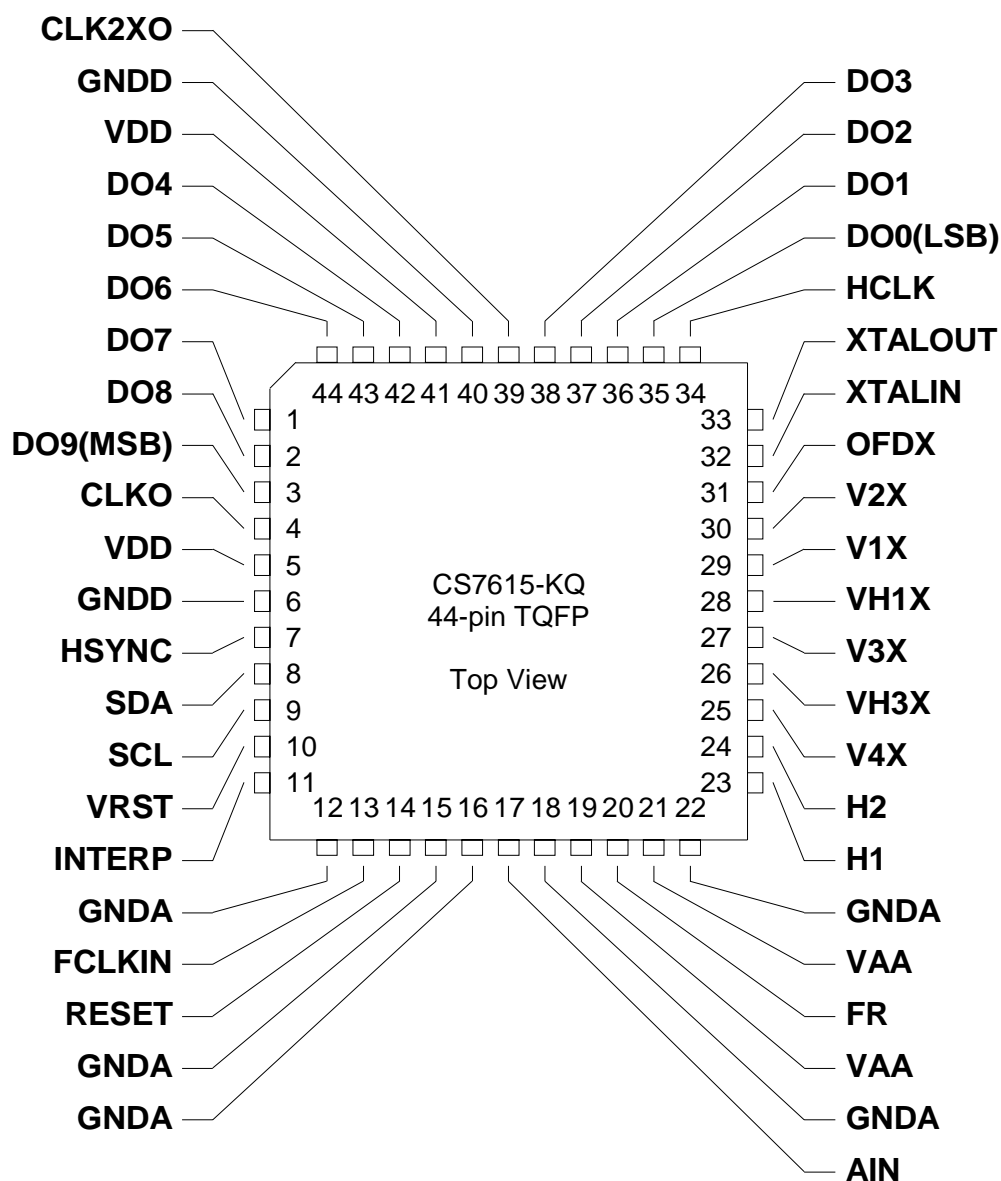 CLK2XO
GNDD
VDD
DO4
DO5
DO6
DO7
DO8
DO9(MSB)
CLKO
VDD
GNDD
HSYNC
SDA
SCL
VRST
INTERP
GNDA
FCLKIN
RESET
GNDA
GNDA
DO3
DO2
DO1
DO0(LSB)
HCLK
XTALOUT
XTALIN
OFDX
V2X
V1X
VH1X
V3X
VH3X
V4X
H2
H1
GNDA
VAA
FR
VAA
GNDA
AIN
44 43 42 41 40 39 38 37 36 35 34
1
2
3
4
5
6
7
8
9
10
11
33
32
31
30
29
28
27
26
25
24
23
12 13 14 15 16 17 18 19 20 21 22
CS7615-KQ
44-pin TQFP
Top View